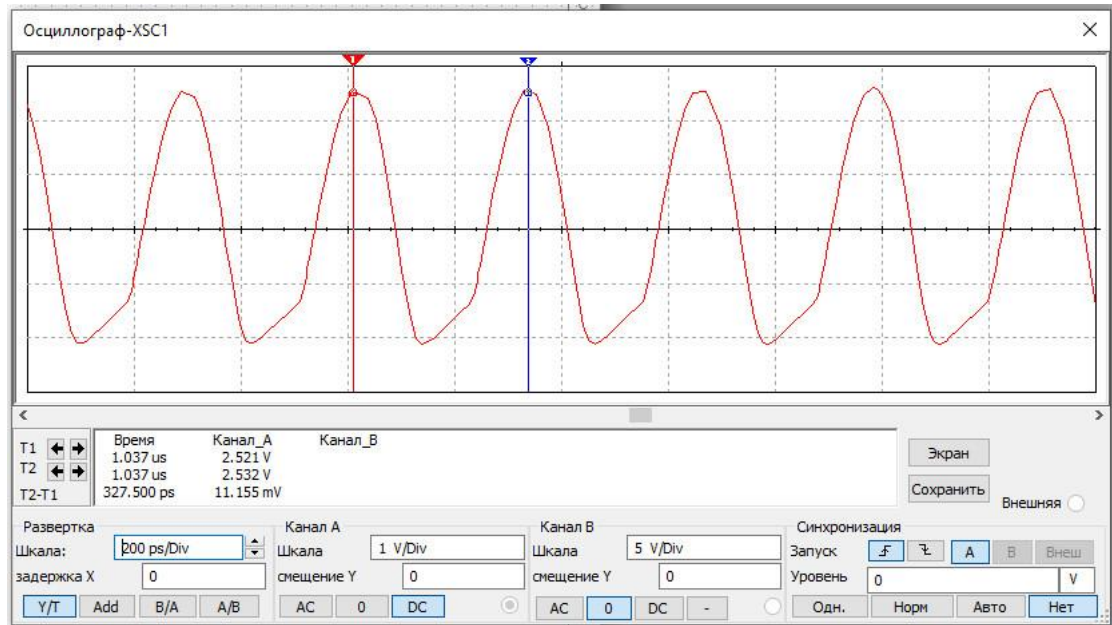 Осциллограф-XSC1
1
2
Время Канал_A Канал_B
T1 1.037 us 2.521 V
T2 1.037 us 2.532 V
T2-T1 327.500 ps 11.155 mV
Экран
Сохранить
Внешняя
Развертка
Шкала: 200 ps/Div
задержка X 0
Y/T Add B/A A/B
Канал A
Шкала 1 V/Div
смещение Y 0
AC 0 DC
Канал B
Шкала 5 V/Div
смещение Y 0
AC 0 DC -
Синхронизация
Запуск A B Внеш
Уровень 0 V
Одн. Норм Авто Нет